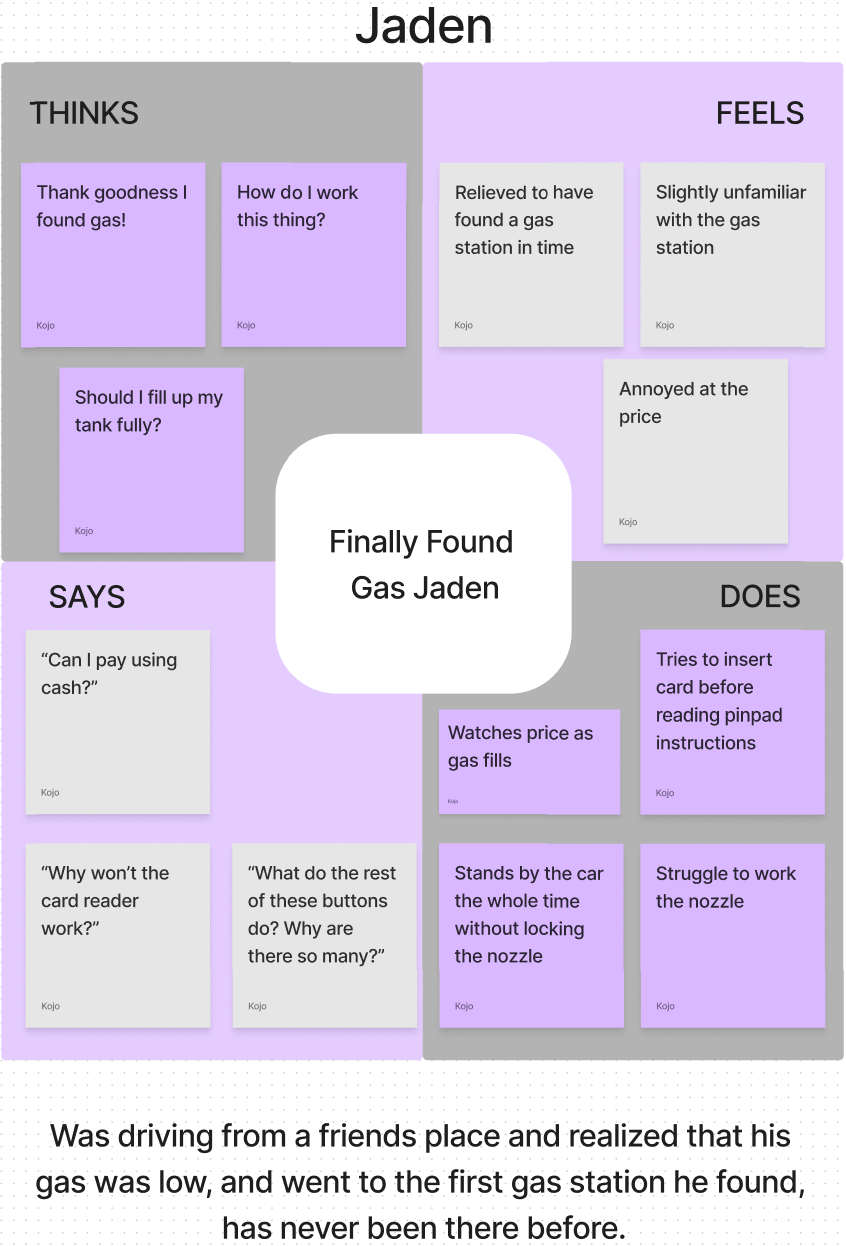 Jaden
THINKS
Thank goodness I
found gas!
Kojo
How do I work
this thing?
Kojo
Should I fill up my
tank fully?
Kojo
FEELS
Relieved to have
found a gas
station in time
Kojo
Slightly unfamiliar
with the gas
station
Kojo
Annoyed at the
price
Kojo
Finally Found
Gas Jaden
SAYS
“Can I pay using
cash?”
Kojo
“Why won’t the
card reader
work?”
Kojo
“What do the rest
of these buttons
do? Why are
there so many?”
Kojo
DOES
Watches price as
gas fills
Kojo
Tries to insert
card before
reading pinpad
instructions
Kojo
Stands by the car
the whole time
without locking
the nozzle
Kojo
Struggle to work
the nozzle
Kojo
Was driving from a friends place and realized that his
gas was low, and went to the first gas station he found,
has never been there before.